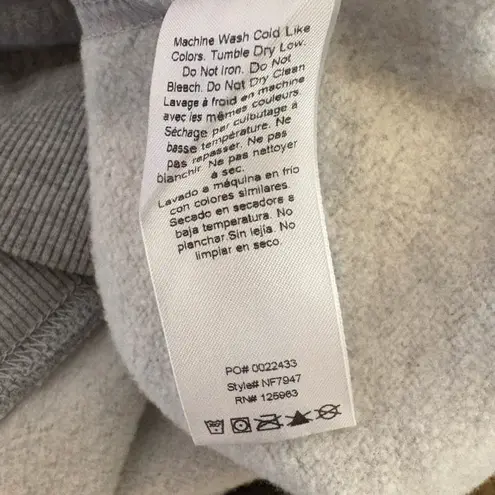 Machine Wash Cold Like
Colors. Tumble Dry Low.
Do Not Iron. Do Not
Bleach. Do Not Dry Clean
Lavage à froid en machine
avec les mêmes couleurs.
Séchage par culbutage à
basse température. Ne
pas repasser. Ne pas
blanchir. Ne pas nettoyer
à sec.
Lavado a máquina en frio
con colores similares.
Secado en secadora a
baja temperatura. No
planchar.Sin lejía. No
limpiar en seco.
PO# 0022433
Style# NF7947
RN# 125963